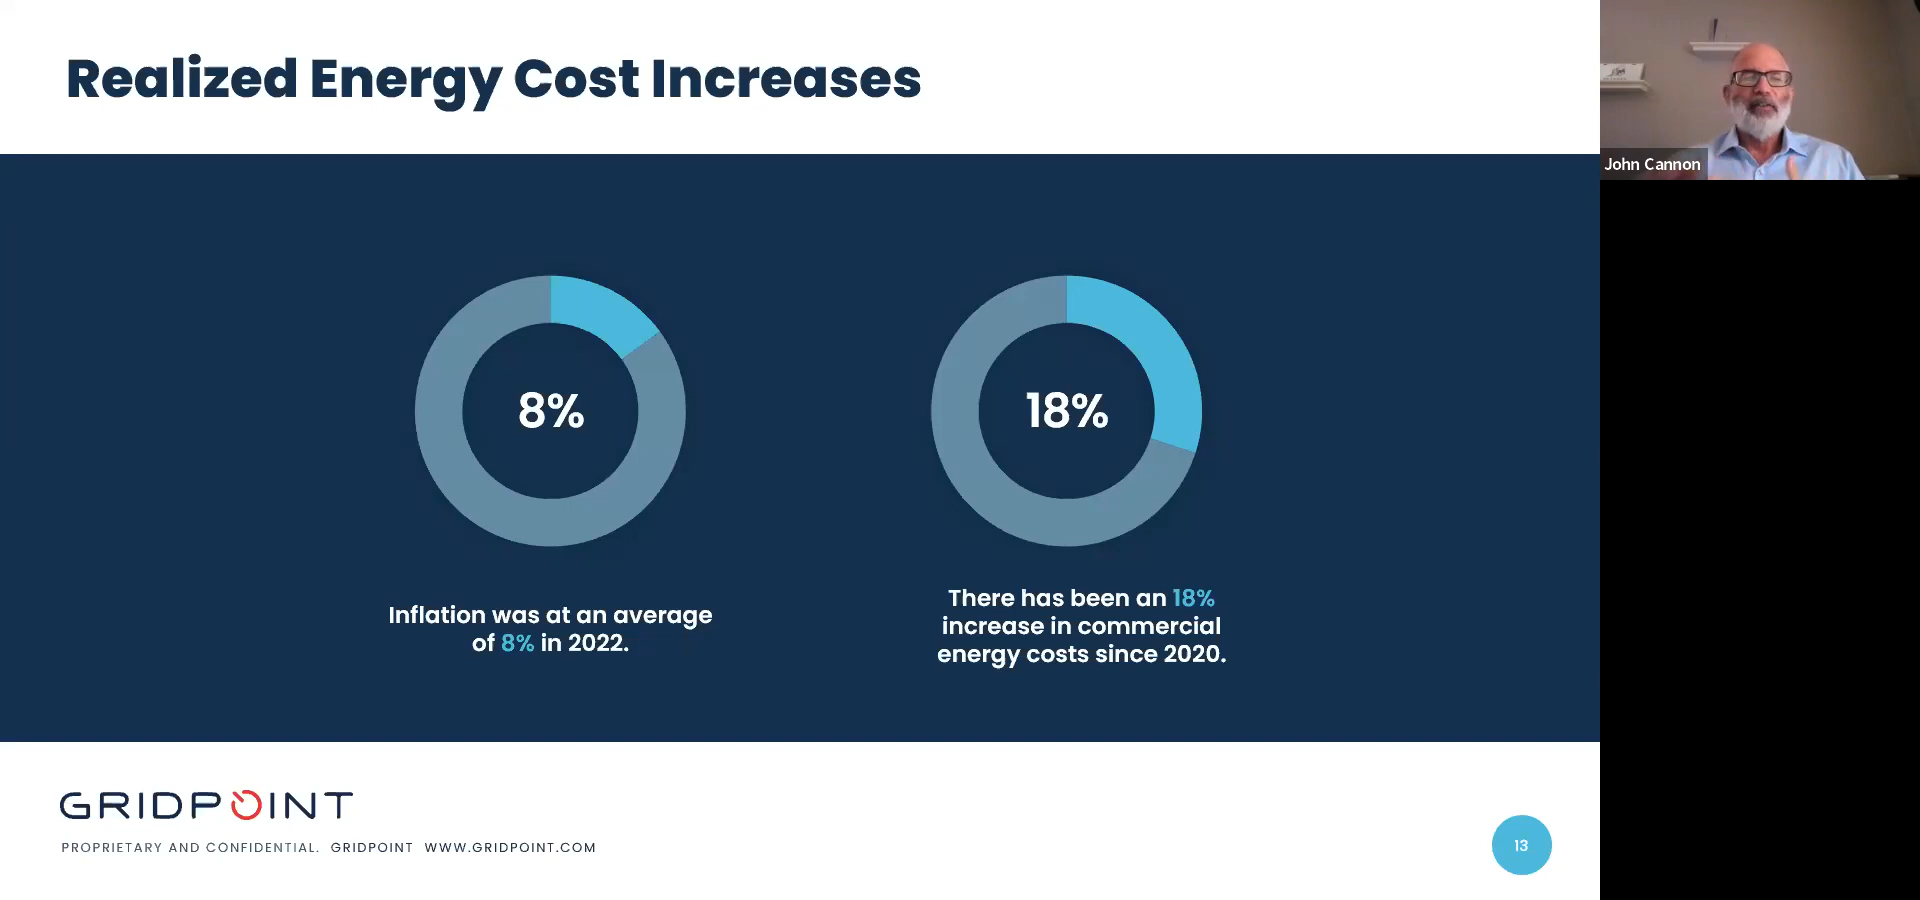 Realized Energy Cost Increases
John Cannon
8%
18%
Inflation was at an average
of 8% in 2022.
There has been an 18%
increase in commercial
energy costs since 2020.
GRIDPOINT
PROPRIETARY AND CONFIDENTIAL. GRIDPOINT WWW.GRIDPOINT.COM
13